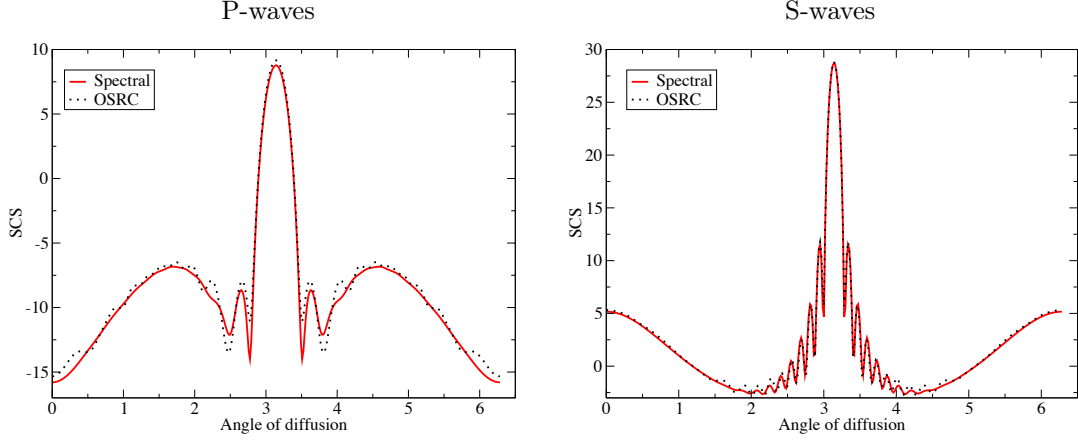 P-waves
S-waves
10
5
0
-5
-10
-15
SCS
Spectral
OSRC
0 1 2 3 4 5 6
Angle of diffusion
30
25
20
15
10
5
0
SCS
Spectral
OSRC
0 1 2 3 4 5 6
Angle of diffusion